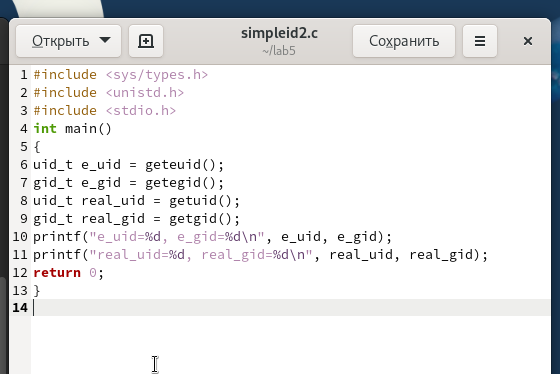 Открыть
simpleid2.c
~/lab5
Сохранить
1 #include <sys/types.h>
2 #include <unistd.h>
3 #include <stdio.h>
4 int main()
5 {
6 uid_t e_uid = geteuid();
7 gid_t e_gid = getegid();
8 uid_t real_uid = getuid();
9 gid_t real_gid = getgid();
10 printf("e_uid=%d, e_gid=%d\n", e_uid, e_gid);
11 printf("real_uid=%d, real_gid=%d\n", real_uid, real_gid);
12 return 0;
13 }
14